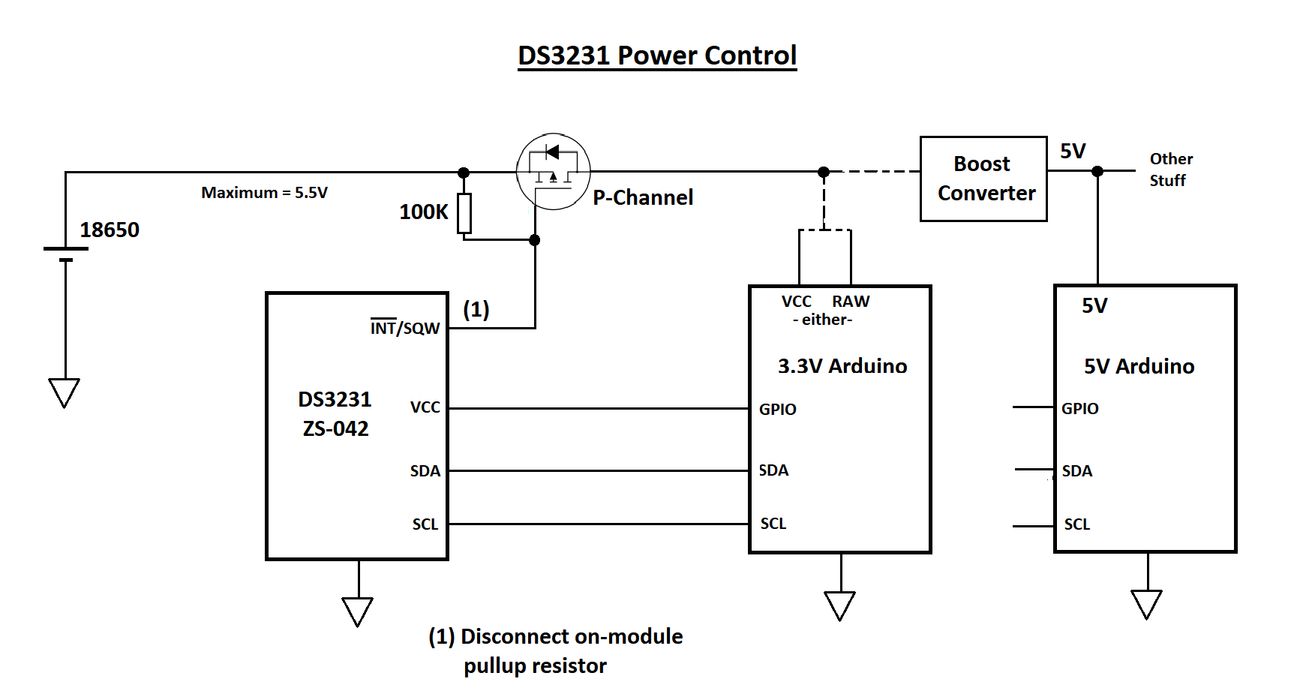 DS3231 Power Control
Maximum = 5.5V
18650
100K
P-Channel
Boost
Converter
5V
Other
Stuff
(1)
INT/SQW
DS3231
ZS-042
VCC
SDA
SCL
VCC RAW
- either-
3.3V Arduino
GPIO
SDA
SCL
5V
5V Arduino
GPIO
SDA
SCL
(1) Disconnect on-module
pullup resistor